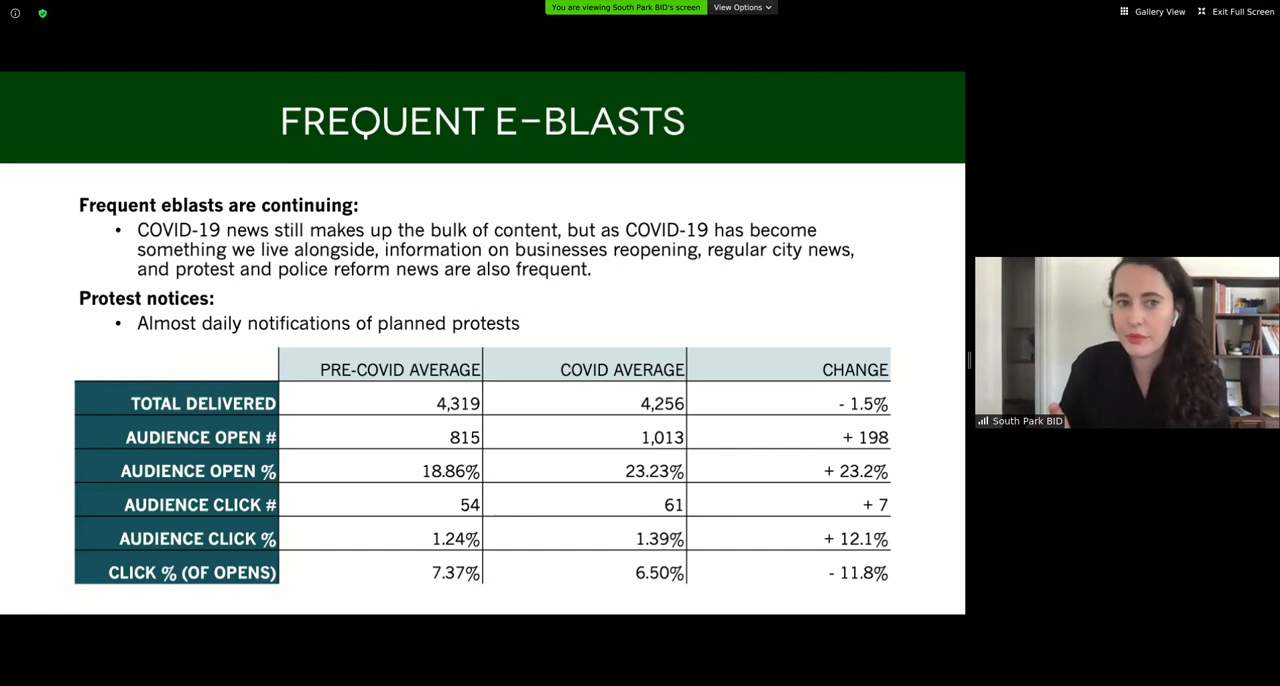 You are viewing South Park BID's screen
View Options
Gallery View
Exit Full Screen
FREQUENT E-BLASTS
Frequent eblasts are continuing:
• COVID-19 news still makes up the bulk of content, but as COVID-19 has become
something we live alongside, information on businesses reopening, regular city news,
and protest and police reform news are also frequent.
Protest notices:
• Almost daily notifications of planned protests
PRE-COVID AVERAGE COVID AVERAGE CHANGE
TOTAL DELIVERED 4,319 4,256 - 1.5%
AUDIENCE OPEN # 815 1,013 + 198
AUDIENCE OPEN % 18.86% 23.23% + 23.2%
AUDIENCE CLICK # 54 61 + 7
AUDIENCE CLICK % 1.24% 1.39% + 12.1%
CLICK % (OF OPENS) 7.37% 6.50% - 11.8%
South Park BID